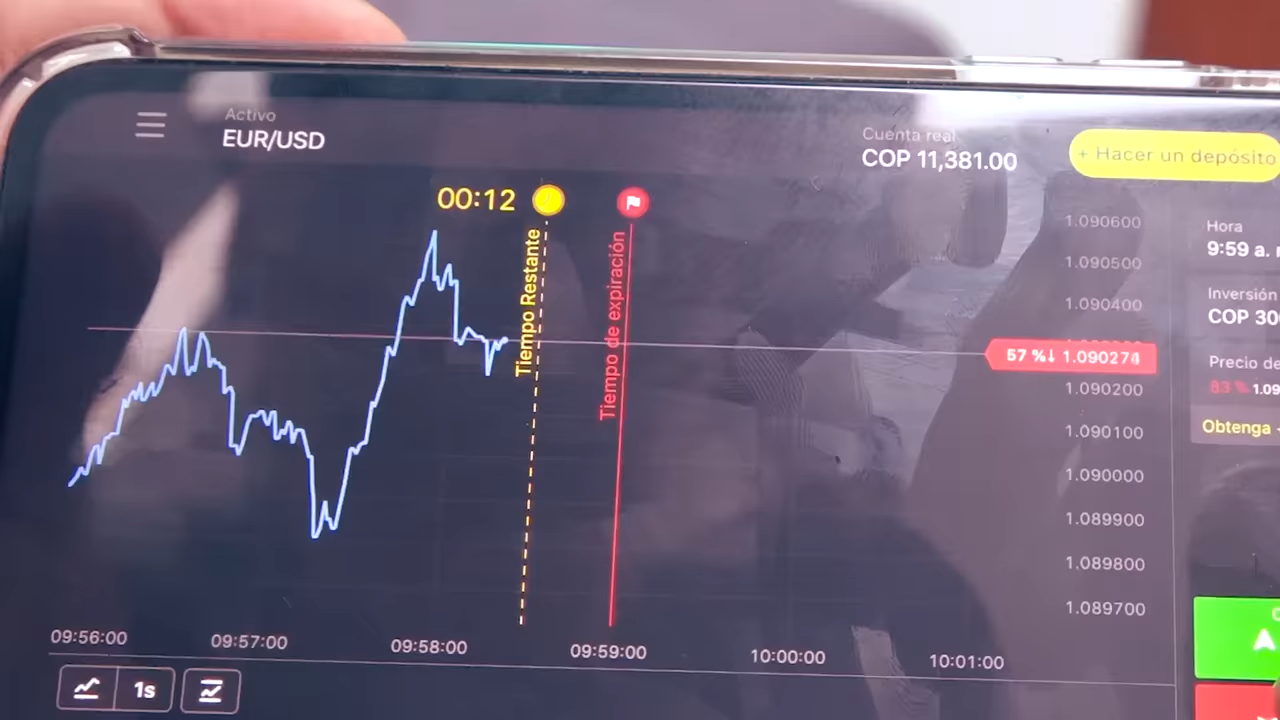 Activo
EUR/USD
Cuenta real
COP 11,381.00
+ Hacer un depósito
00:12
Tiempo Restante
Tiempo de expiración
1.090600
1.090500
1.090400
57 %↓ 1.090274
1.090200
1.090100
1.090000
1.089900
1.089800
1.089700
Hora
9:59 a.
Inversión
COP 30
Precio de
83 % 1.09
Obtenga
09:56:00
09:57:00
09:58:00
09:59:00
10:00:00
10:01:00
1s